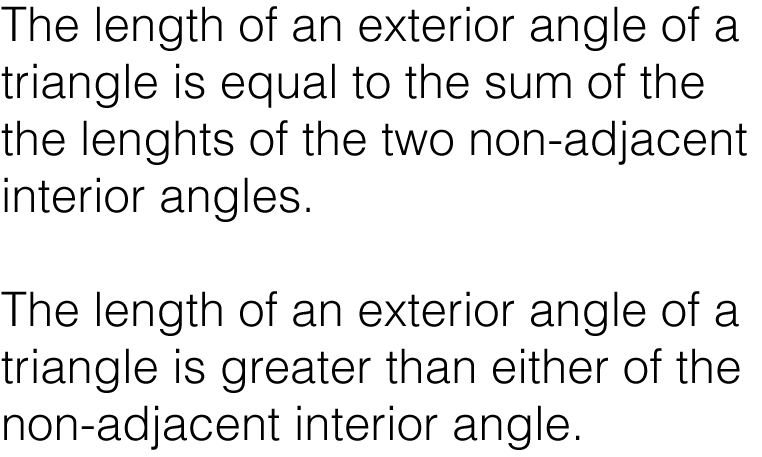 The length of an exterior angle of a
triangle is equal to the sum of the
the lenghts of the two non-adjacent
interior angles.
The length of an exterior angle of a
triangle is greater than either of the
non-adjacent interior angle.